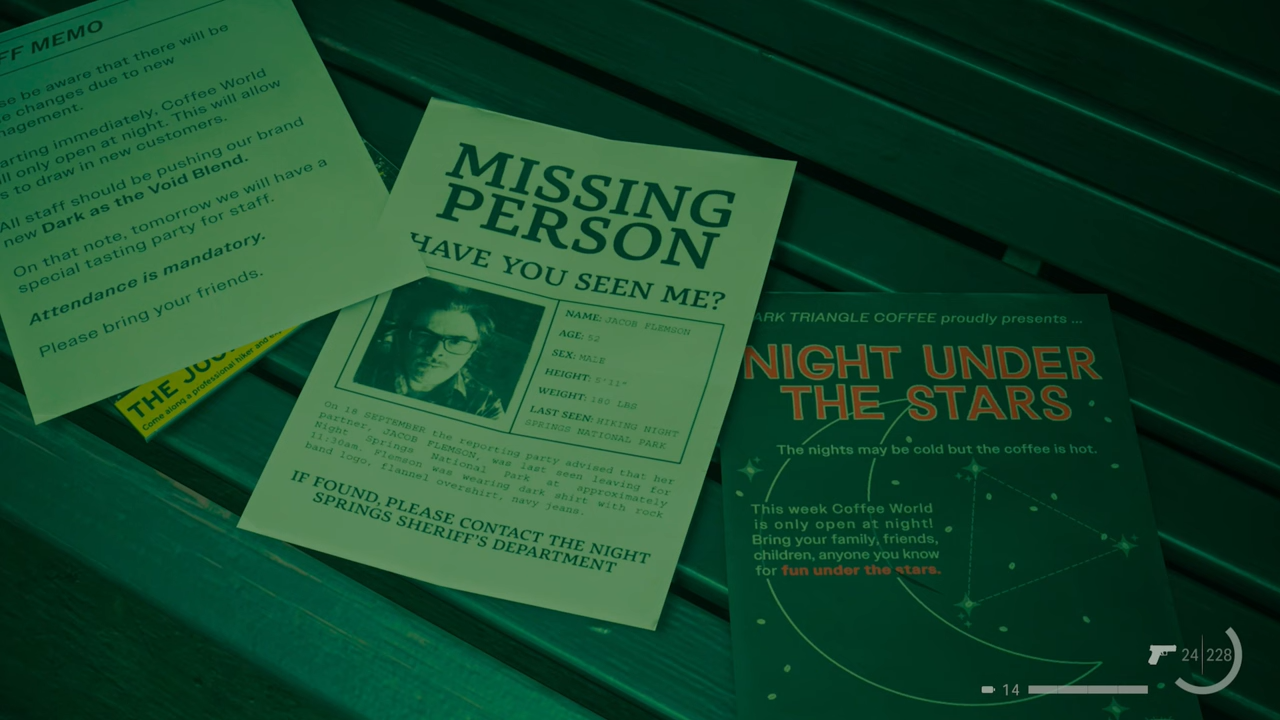 FF MEMO
se be aware that there will be
e changes due to new
nagement.
arting immediately, Coffee World
ll only open at night. This will allow
s to draw in new customers.
All staff should be pushing our brand
new Dark as the Void Blend.
On that note, tomorrow we will have a
special tasting party for staff.
Attendance is mandatory.
Please bring your friends.
THE JOU
Come along a professional hiker and
MISSING
PERSON
HAVE YOU SEEN ME?
NAME: JACOB FLEMSON
AGE: 52
SEX: MALE
HEIGHT: 5'11"
WEIGHT: 180 LBS
LAST SEEN: HIKING NIGHT
SPRINGS NATIONAL PARK
On 18 SEPTEMBER the reporting party advised that her
partner, JACOB FLEMSON, was last seen leaving for
Night Springs National Park at approximately
11:36am. Flemson was wearing dark shirt with rock
band logo, flannel overshirt, navy jeans.
IF FOUND, PLEASE CONTACT THE NIGHT
SPRINGS SHERIFF'S DEPARTMENT
ARK TRIANGLE COFFEE proudly presents ...
NIGHT UNDER
THE STARS
The nights may be cold but the coffee is hot.
This week Coffee World
is only open at night!
Bring your family, friends,
children, anyone you know
for fun under the stars.
24 228
14